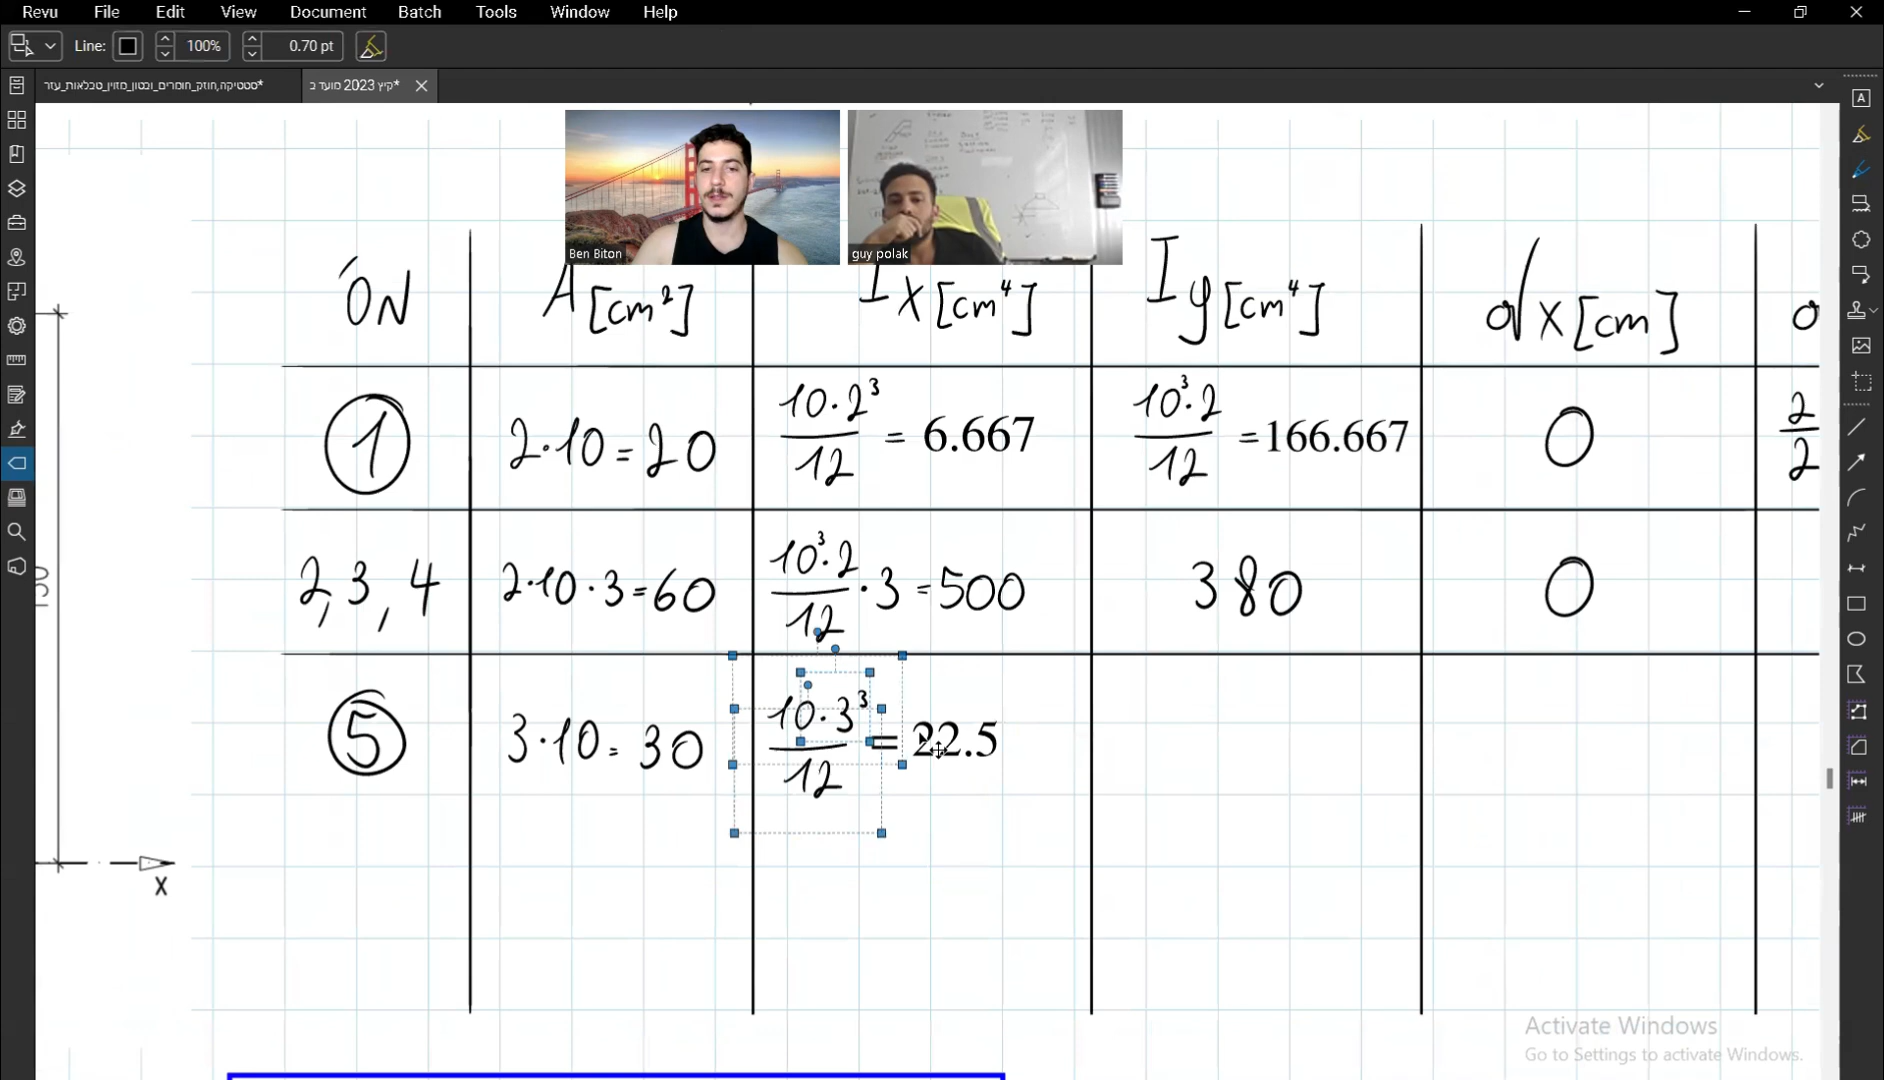 Revu File Edit View Document Batch Tools Window Help
Line: 100% 0.70 pt
סטטיקה,חוזק_חומרים_ובטון_מזוין_טבלאות_עזר*
קיץ 2023 מועד ב*
Ben Biton
guy polak
מס' A [cm²] Ix [cm⁴] Iy [cm⁴] dx [cm]
1 2·10=20 10·2³/12 = 6.667 10³·2/12 =166.667 0 2/2
2,3,4 2·10·3=60 10³·2/12 ·3=500 380 0
5 3·10=30 10·3³/12 = 22.5
x
Activate Windows
Go to Settings to activate Windows.